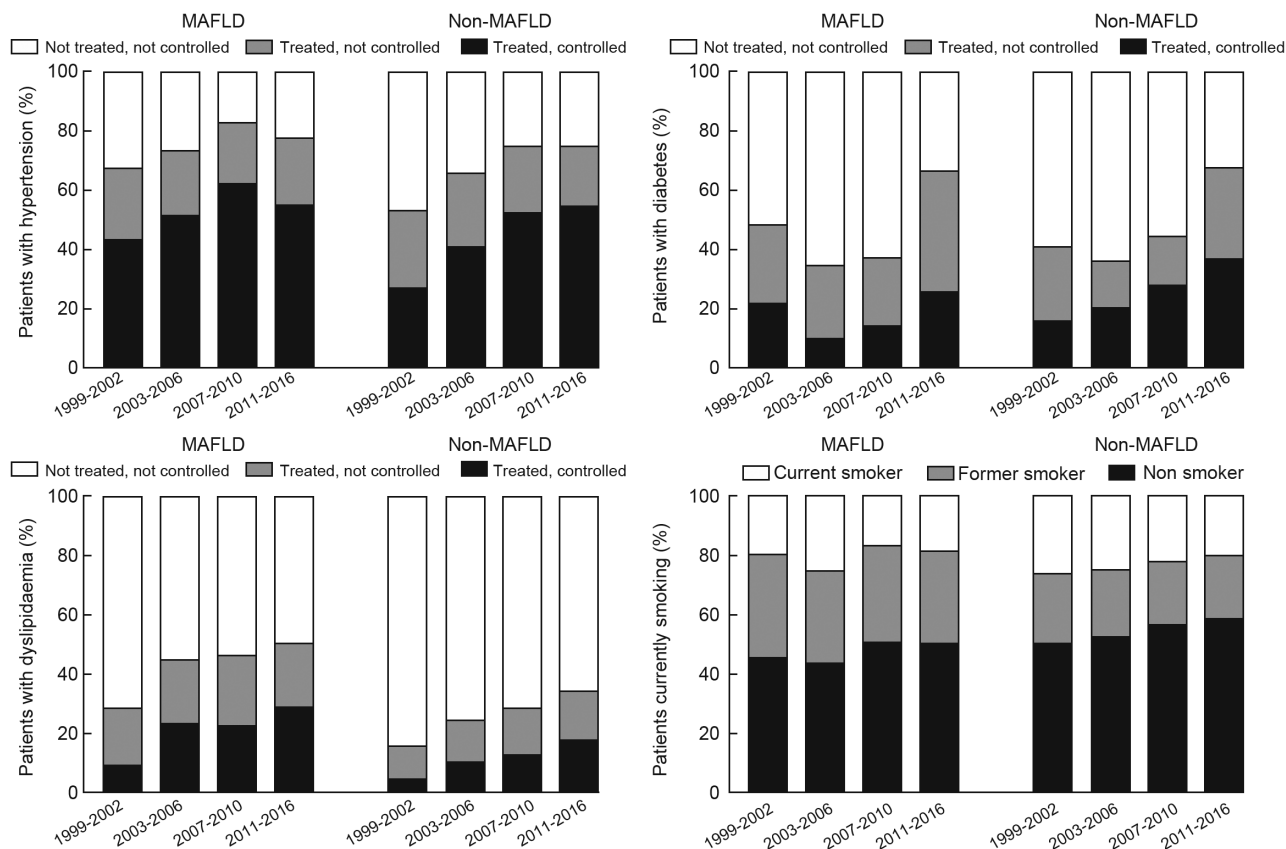 MAFLD Non-MAFLD
Not treated, not controlled Treated, not controlled Treated, controlled
Patients with hypertension (%)
100
80
60
40
20
0
1999-2002 2003-2006 2007-2010 2011-2016 1999-2002 2003-2006 2007-2010 2011-2016
MAFLD Non-MAFLD
Not treated, not controlled Treated, not controlled Treated, controlled
Patients with diabetes (%)
100
80
60
40
20
0
1999-2002 2003-2006 2007-2010 2011-2016 1999-2002 2003-2006 2007-2010 2011-2016
MAFLD Non-MAFLD
Not treated, not controlled Treated, not controlled Treated, controlled
Patients with dyslipidaemia (%)
100
80
60
40
20
0
1999-2002 2003-2006 2007-2010 2011-2016 1999-2002 2003-2006 2007-2010 2011-2016
MAFLD Non-MAFLD
Current smoker Former smoker Non smoker
Patients currently smoking (%)
100
80
60
40
20
0
1999-2002 2003-2006 2007-2010 2011-2016 1999-2002 2003-2006 2007-2010 2011-2016